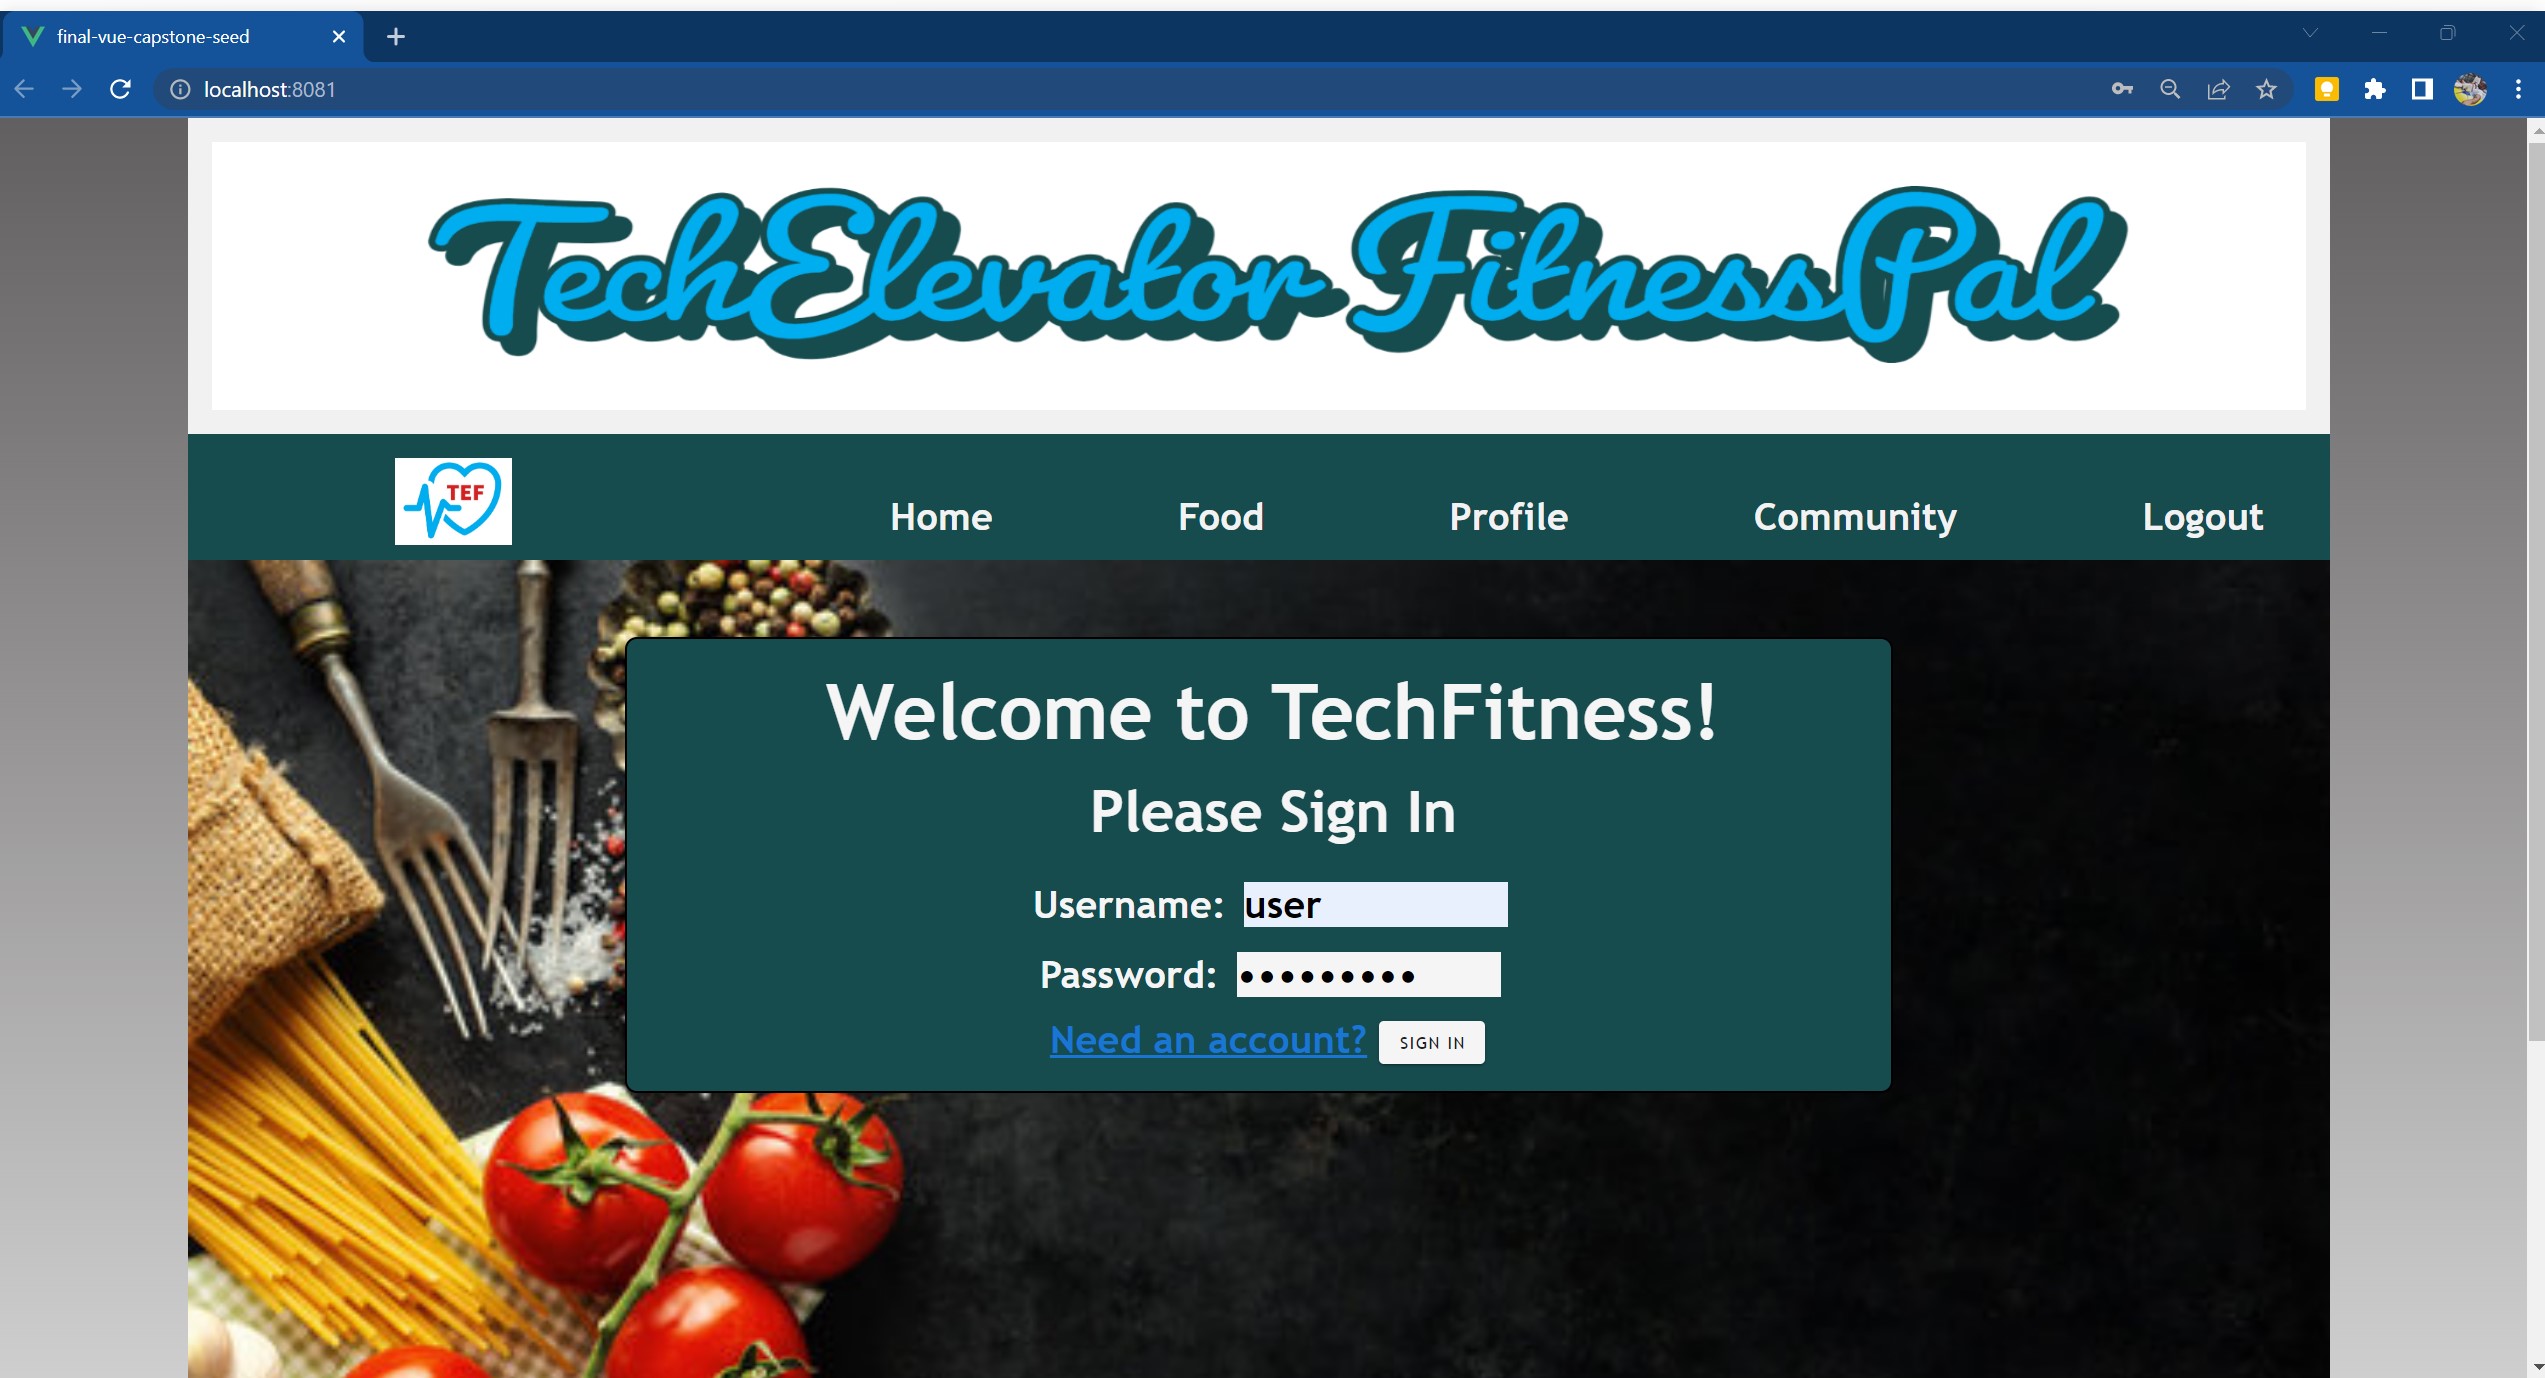 final-vue-capstone-seed
localhost:8081
TechElevator FitnessPal
TEF
Home Food Profile Community Logout
Welcome to TechFitness!
Please Sign In
Username: user
Password: •••••••••
Need an account? SIGN IN